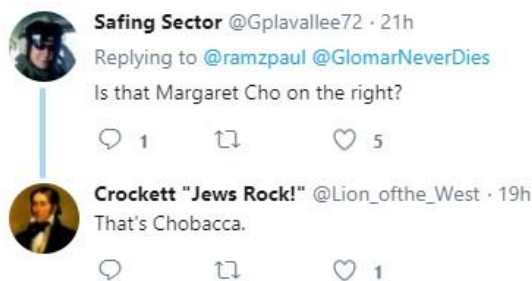 Safing Sector @Gplavallee72 · 21h
Replying to @ramzpaul @GlomarNeverDies
Is that Margaret Cho on the right?
1 5
Crockett "Jews Rock!" @Lion_ofthe_West · 19h
That's Chobacca.
1